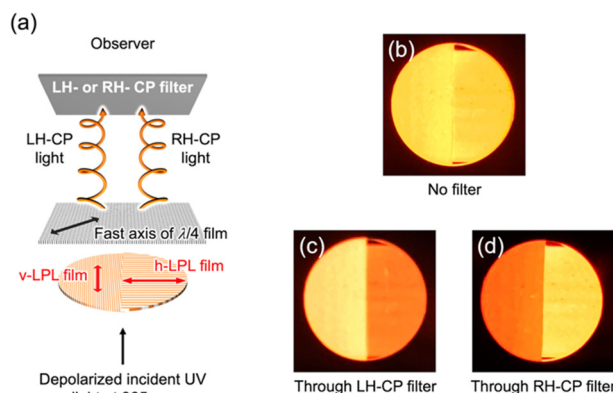 (a)
Observer
LH- or RH- CP filter
LH-CP
light
RH-CP
light
Fast axis of λ/4 film
v-LPL
film
h-LPL film
Depolarized incident UV
(b)
No filter
(c)
Through LH-CP filter
(d)
Through RH-CP filter